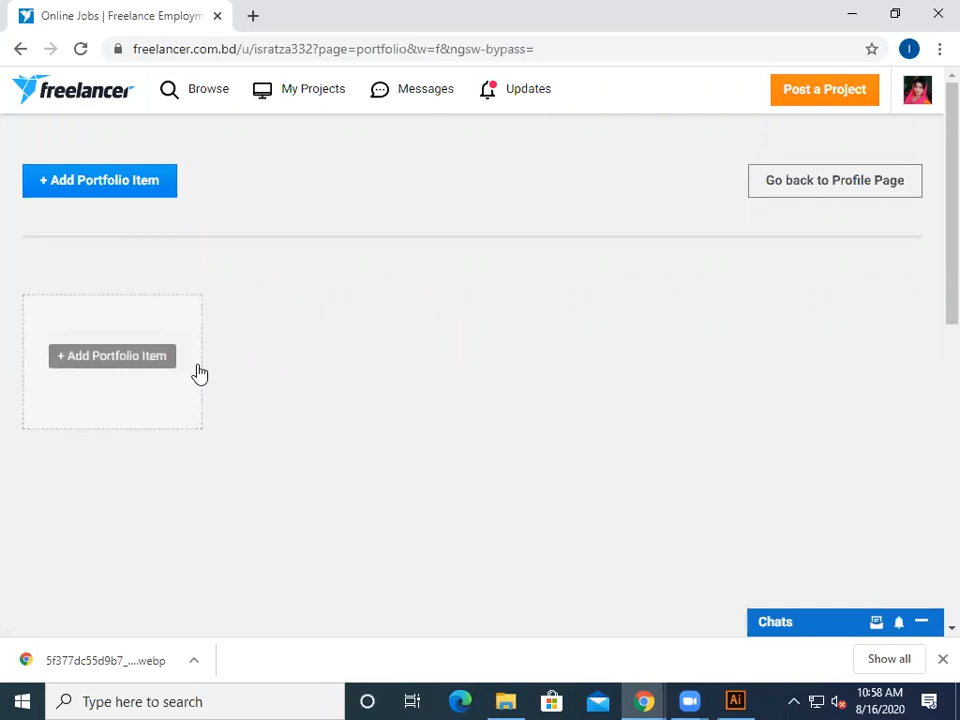 Online Jobs | Freelance Employm
freelancer.com.bd/u/isratza332?page=portfolio&w=f&ngsw-bypass=
I
freelancer
Browse
My Projects
Messages
Updates
Post a Project
+ Add Portfolio Item
Go back to Profile Page
+ Add Portfolio Item
Chats
5f377dc55d9b7_....webp
Show all
Type here to search
Ai
10:58 AM
8/16/2020